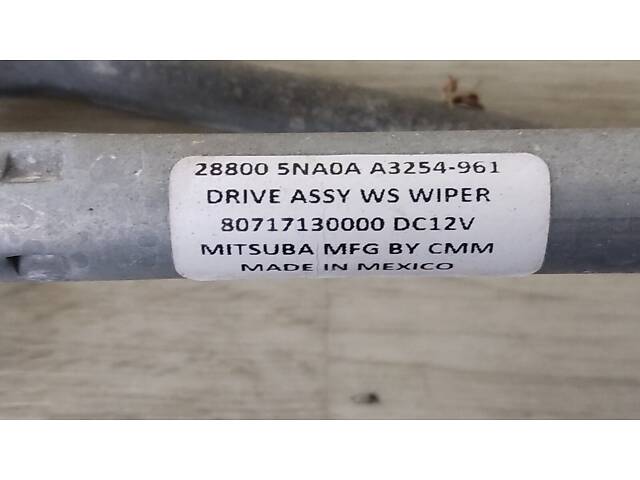 28800 5NA0A A3254-961
DRIVE ASSY WS WIPER
80717130000 DC12V
MITSUBA MFG BY CMM
MADE IN MEXICO